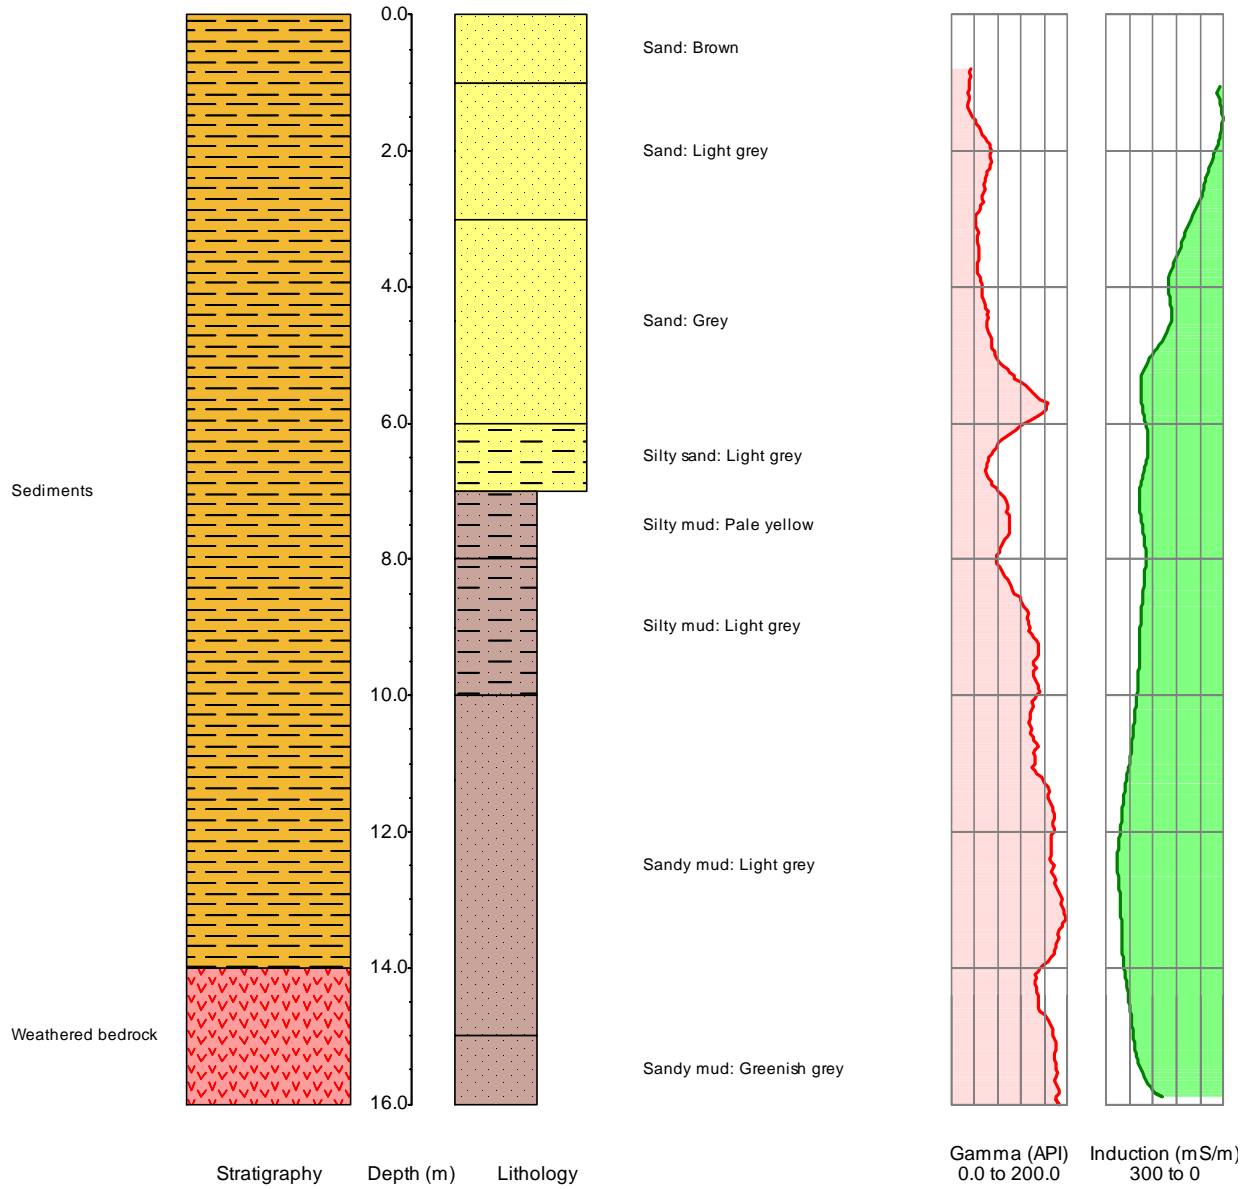 0.0
Sand: Brown
2.0
Sand: Light grey
4.0
Sand: Grey
6.0
Silty sand: Light grey
Sediments
Silty mud: Pale yellow
8.0
Silty mud: Light grey
10.0
12.0
Sandy mud: Light grey
14.0
Weathered bedrock
Sandy mud: Greenish grey
16.0
Stratigraphy
Depth (m)
Lithology
Gamma (API)
0.0 to 200.0
Induction (mS/m)
300 to 0